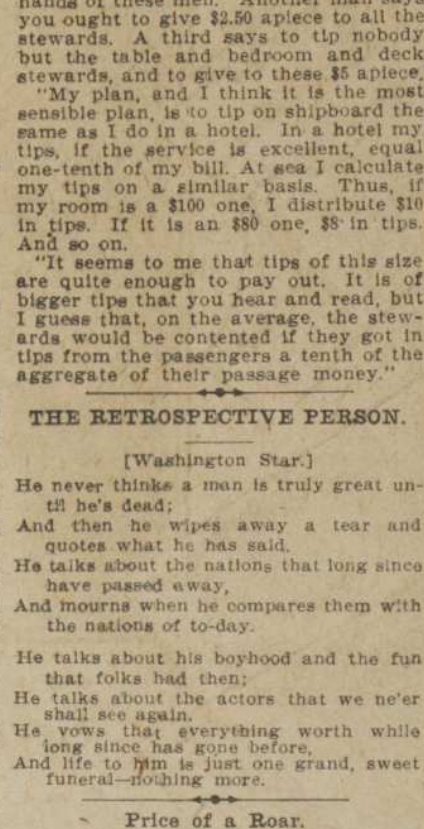 hands of these men. Another man says
you ought to give $2.50 apiece to all the
stewards. A third says to tip nobody
but the table and bedroom and deck
stewards, and to give to these $5 apiece.
"My plan, and I think it is the most
sensible plan, is to tip on shipboard the
same as I do in a hotel. In a hotel my
tips, if the service is excellent, equal
one-tenth of my bill. At sea I calculate
my tips on a similar basis. Thus, if
my room is a $100 one, I distribute $10
in tips. If it is an $80 one, $8 in tips.
And so on.
"It seems to me that tips of this size
are quite enough to pay out. It is of
bigger tips that you hear and read, but
I guess that, on the average, the stew-
ards would be contented if they got in
tips from the passengers a tenth of the
aggregate of their passage money."
THE RETROSPECTIVE PERSON.
[Washington Star.]
He never thinks a man is truly great un-
til he's dead;
And then he wipes away a tear and
quotes what he has said.
He talks about the nations that long since
have passed away,
And mourns when he compares them with
the nations of to-day.
He talks about his boyhood and the fun
that folks had then;
He talks about the actors that we ne'er
shall see again.
He vows that everything worth while
long since has gone before,
And life to him is just one grand, sweet
funeral—nothing more.
Price of a Roar.